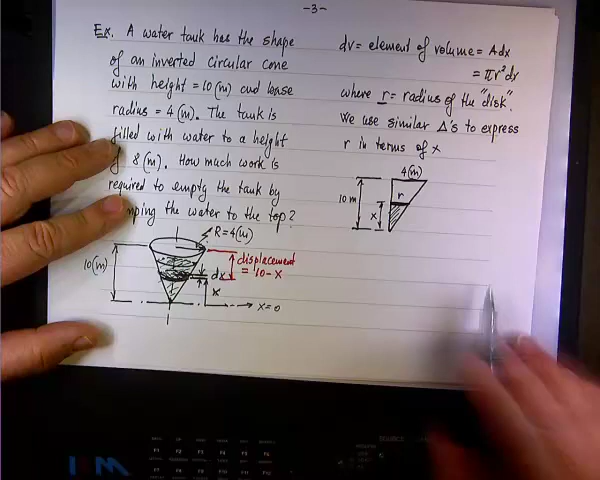 -3-
Ex. A water tank has the shape
of an inverted circular cone
with height = 10 (m) and base
radius = 4 (m). The tank is
filled with water to a height
of 8 (m). How much work is
required to empty the tank by
mping the water to the top?
R = 4(m)
10(m)
displacement
= 10 - x
dx
x
x = 0
dv = element of volume = A dx
= πr²dx
where r = radius of the "disk".
We use similar Δ's to express
r in terms of x
4(m)
10 m
r
x